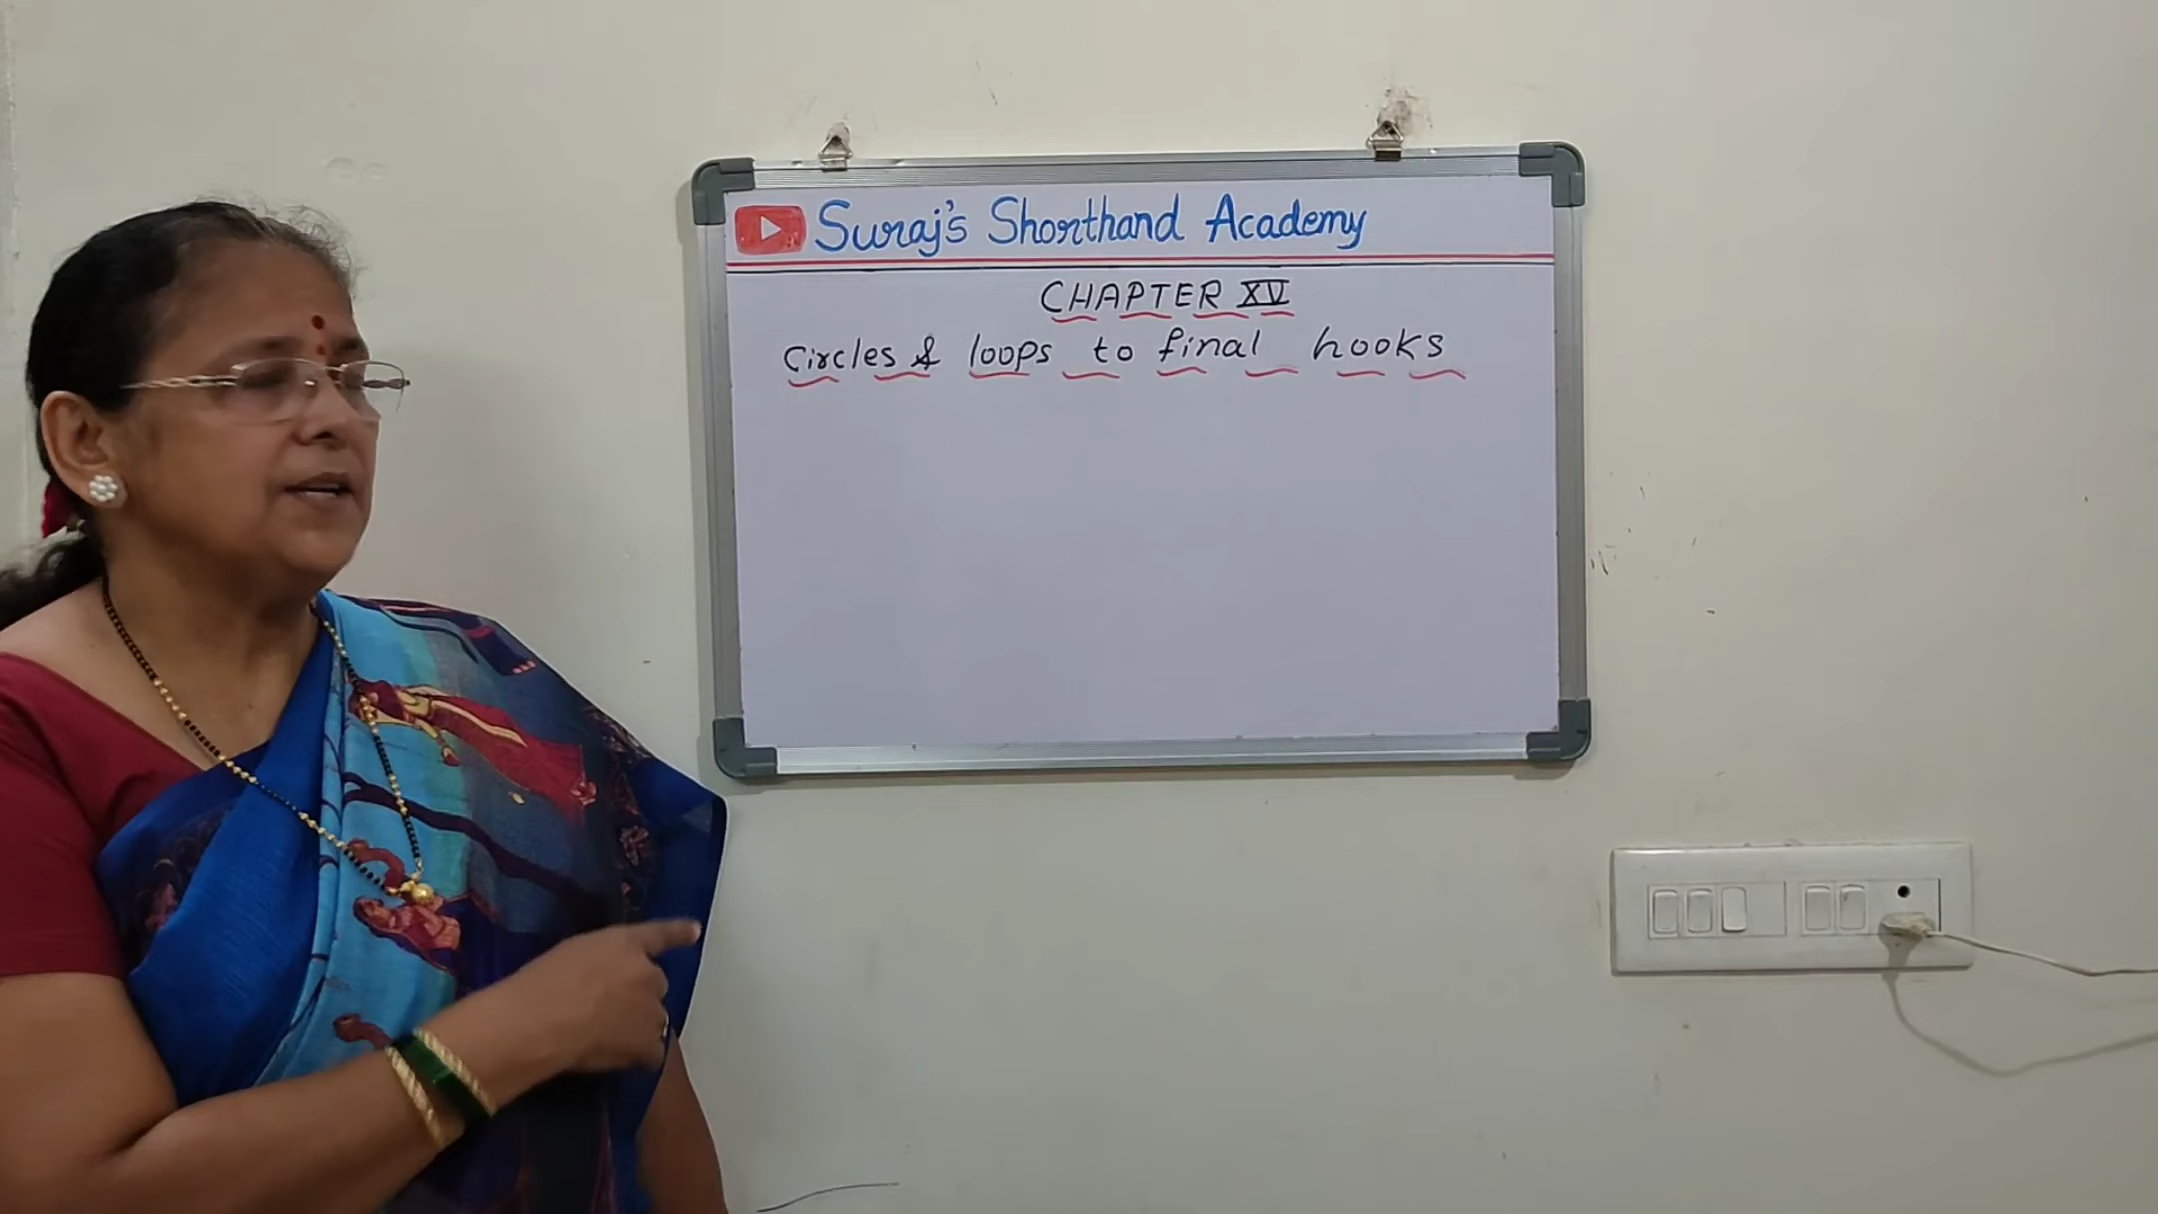 Suraj's Shorthand Academy
CHAPTER XV
Circles & loops to final hooks